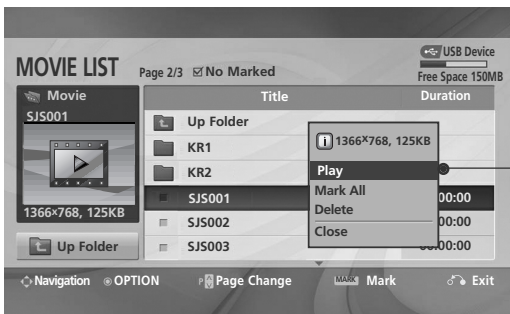 USB Device
MOVIE LIST
Page 2/3
No Marked
Free Space 150MB
Movie
Title
Duration
SJS001
Up Folder
KR1
KR2
SJS001
00:00
SJS002
00:00
SJS003
00:00
1366x768, 125KB
Up Folder
i 1366x768, 125KB
Play
Mark All
Delete
Close
Navigation
OPTION
P Page Change
MARK Mark
Exit